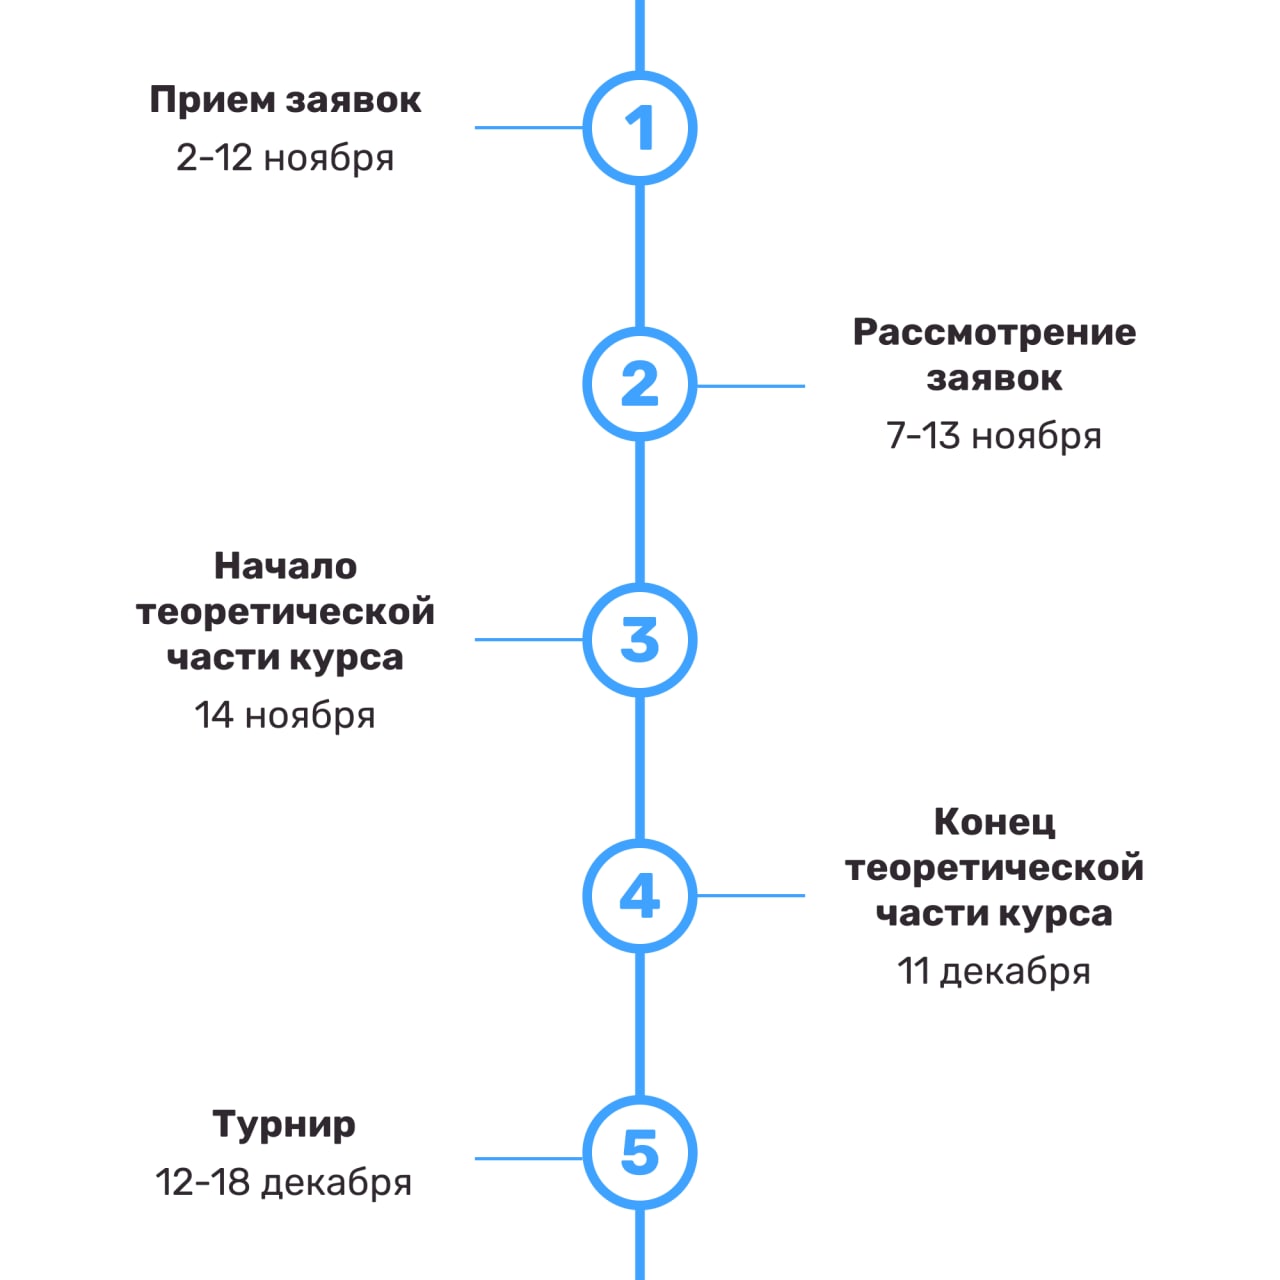 Прием заявок
2-12 ноября
1
2
Рассмотрение
заявок
7-13 ноября
Начало
теоретической
части курса
14 ноября
3
4
Конец
теоретической
части курса
11 декабря
Турнир
12-18 декабря
5